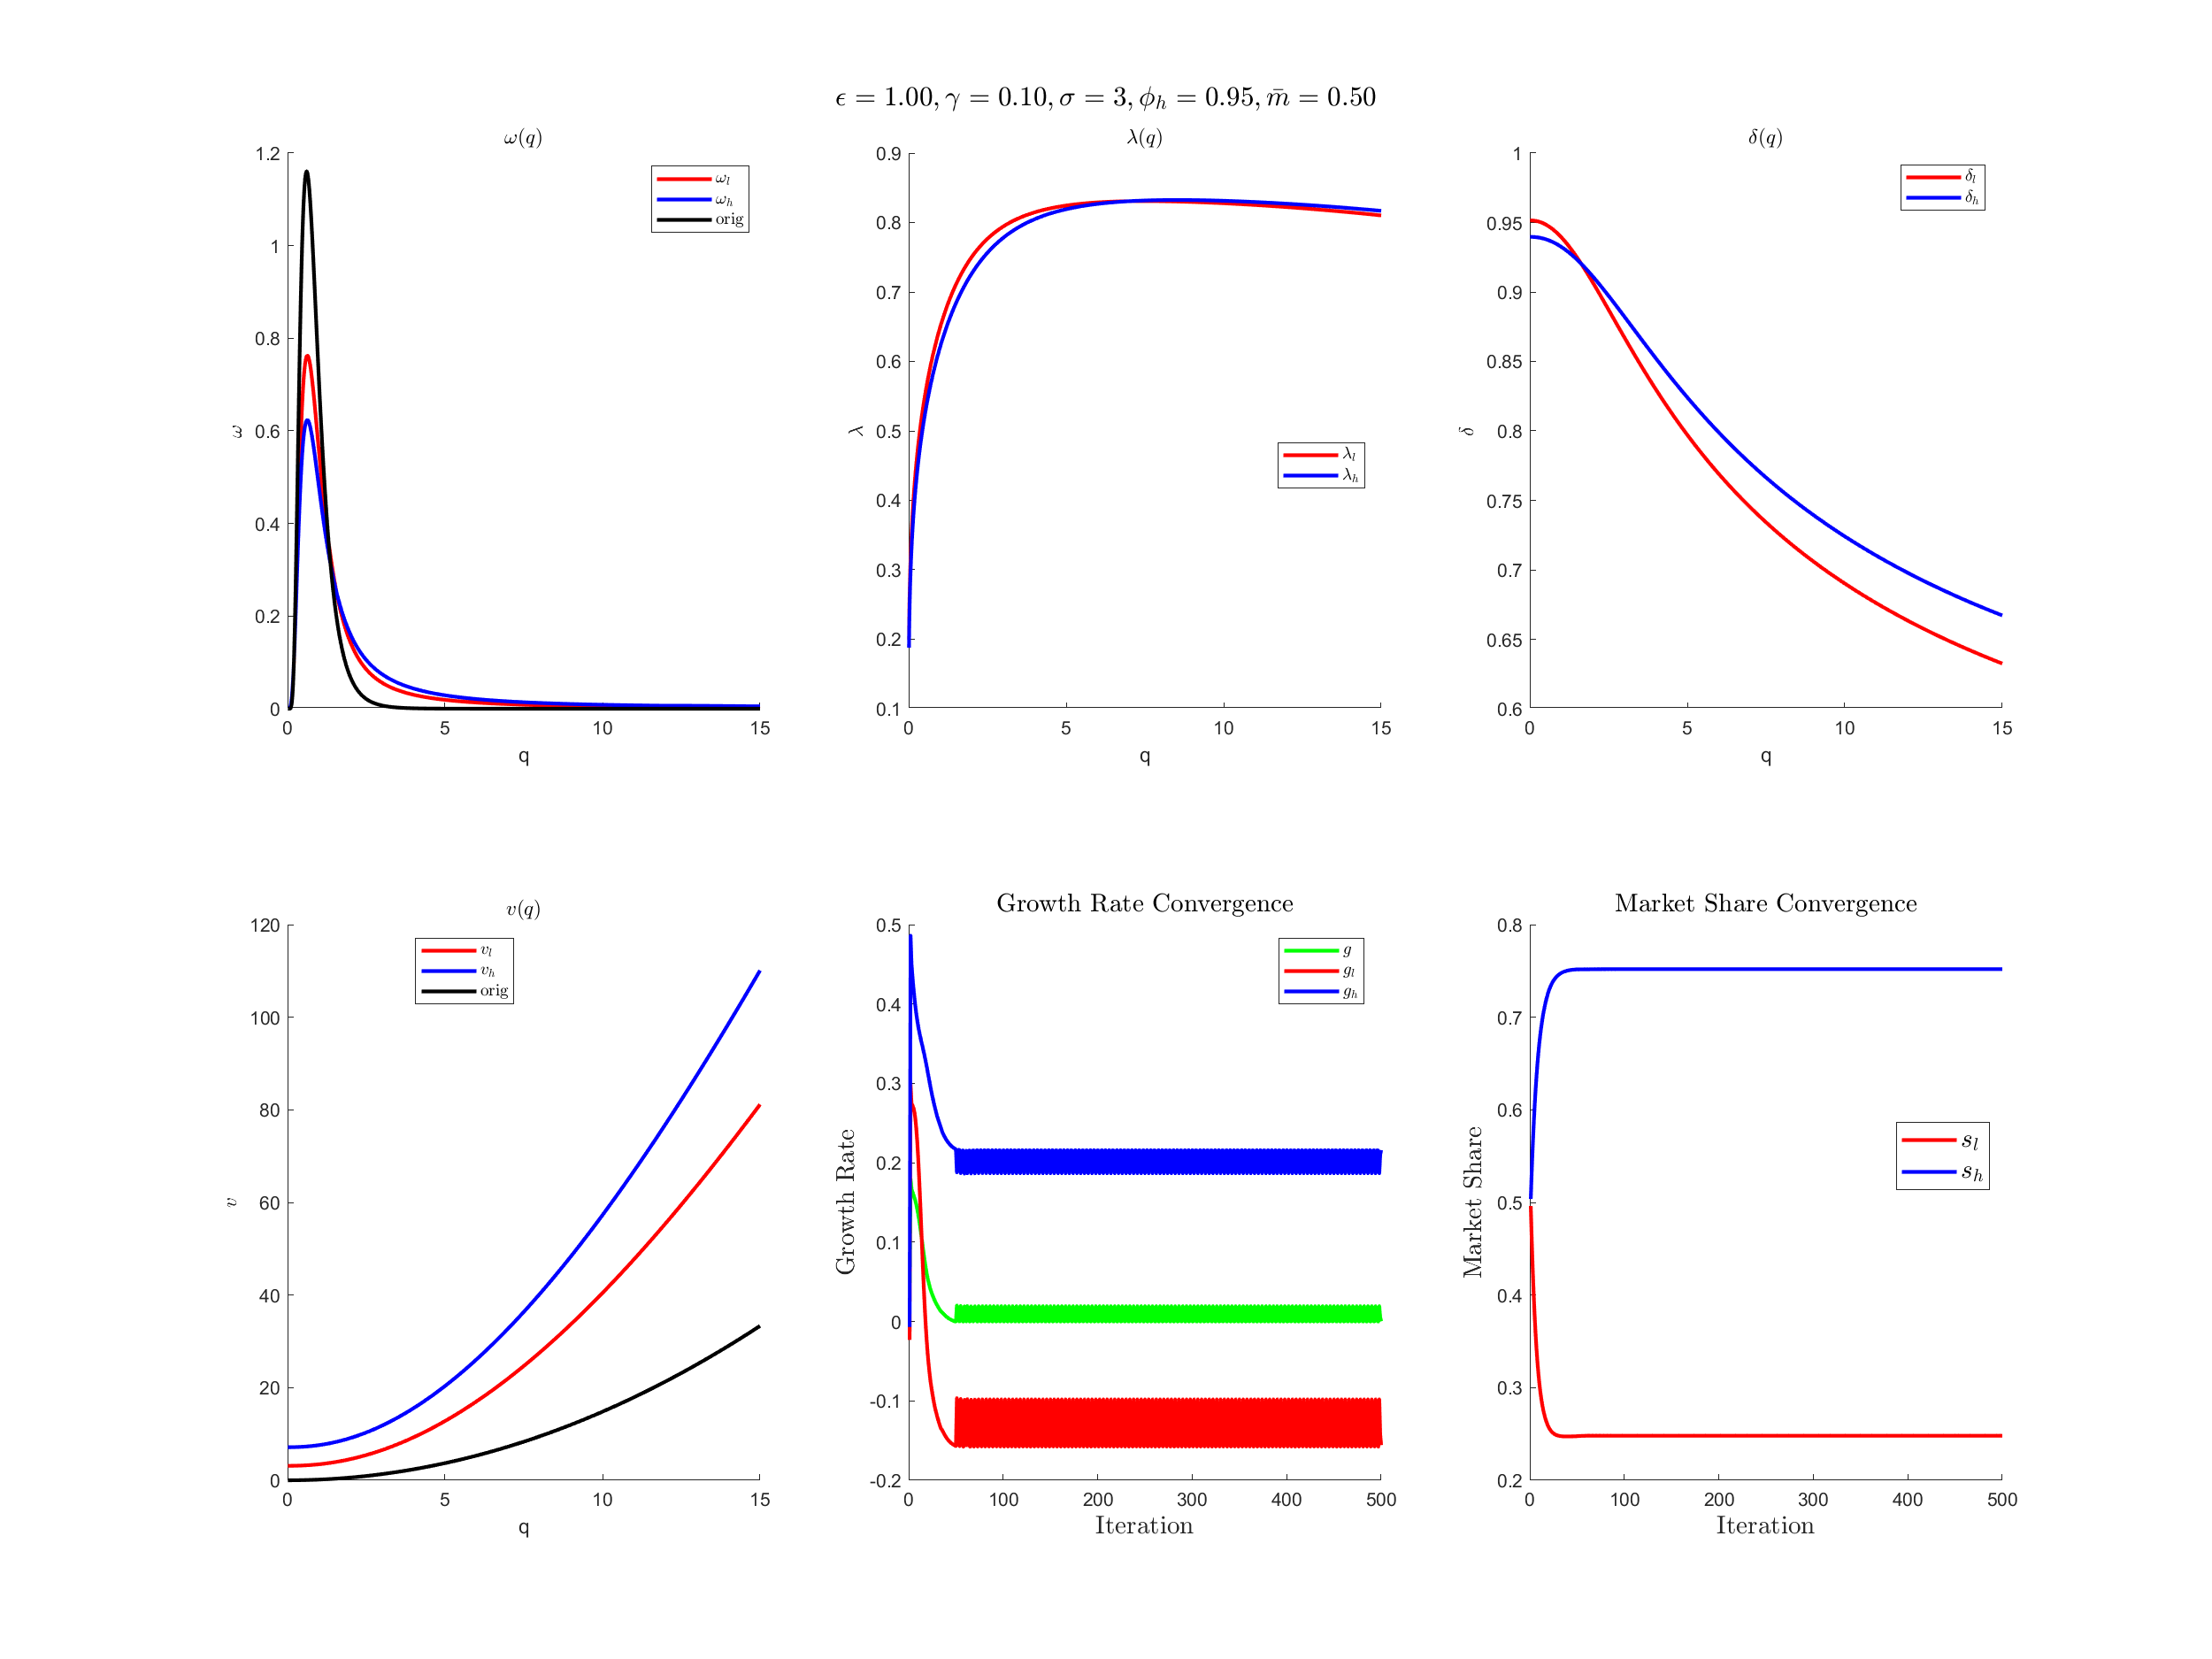 ϵ = 1.00, γ = 0.10, σ = 3, ϕ_h = 0.95, m̄ = 0.50
ω(q)
1.2
1
0.8
0.6
0.4
0.2
0
ω
0 5 10 15
q
ω_l
ω_h
orig
λ(q)
0.9
0.8
0.7
0.6
0.5
0.4
0.3
0.2
0.1
λ
0 5 10 15
q
λ_l
λ_h
δ(q)
1
0.95
0.9
0.85
0.8
0.75
0.7
0.65
0.6
δ
0 5 10 15
q
δ_l
δ_h
v(q)
120
100
80
60
40
20
0
v
0 5 10 15
q
v_l
v_h
orig
Growth Rate Convergence
0.5
0.4
0.3
0.2
0.1
0
-0.1
-0.2
Growth Rate
0 100 200 300 400 500
Iteration
g
g_l
g_h
Market Share Convergence
0.8
0.7
0.6
0.5
0.4
0.3
0.2
Market Share
0 100 200 300 400 500
Iteration
s_l
s_h